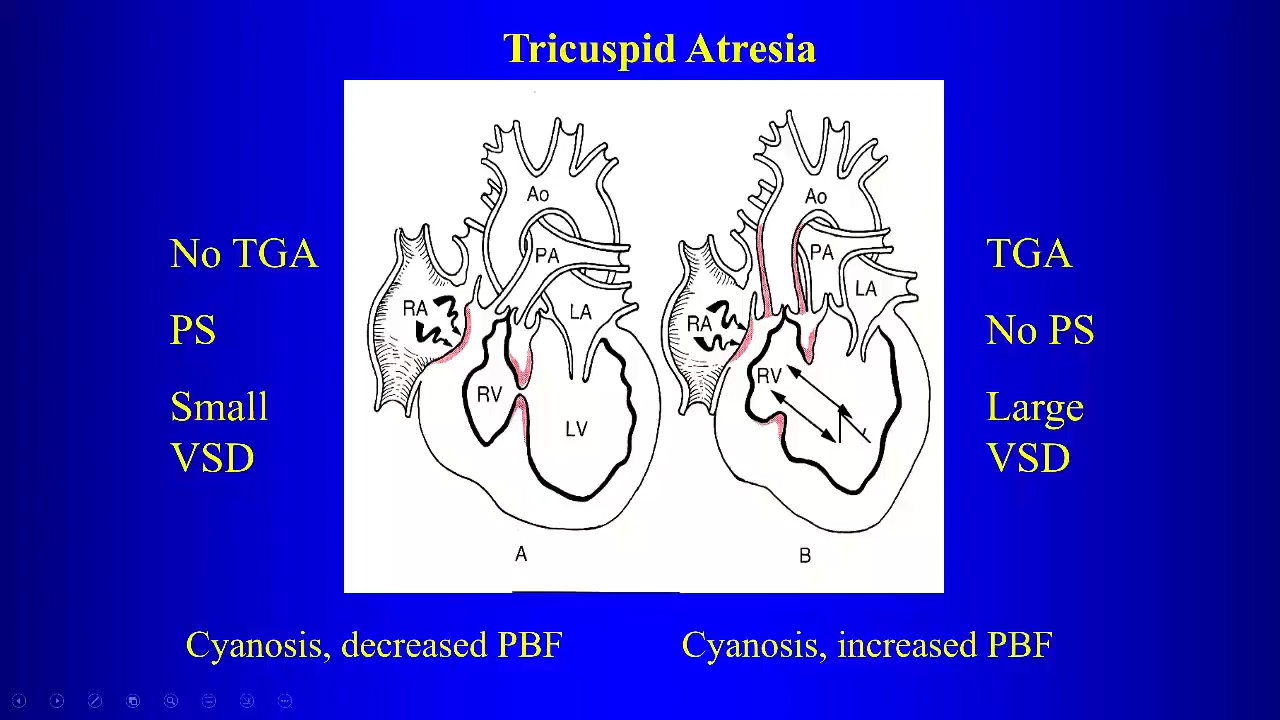 Tricuspid Atresia
No TGA
PS
Small
VSD
Ao
PA
RA
LA
RV
LV
A
Ao
PA
LA
RA
RV
B
TGA
No PS
Large
VSD
Cyanosis, decreased PBF
Cyanosis, increased PBF